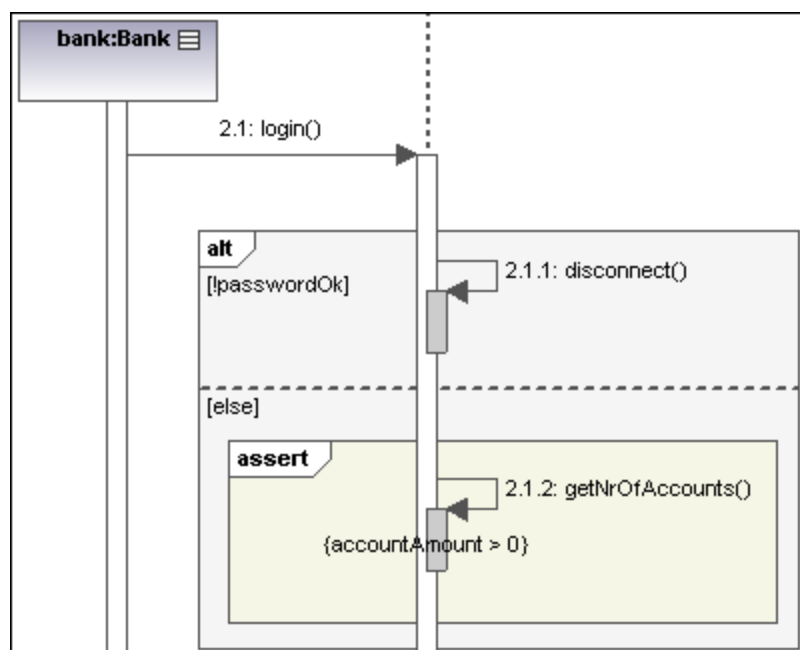 bank:Bank
2.1: login()
alt
[!passwordOk]
2.1.1: disconnect()
[else]
assert
2.1.2: getNrOfAccounts()
{accountAmount > 0}